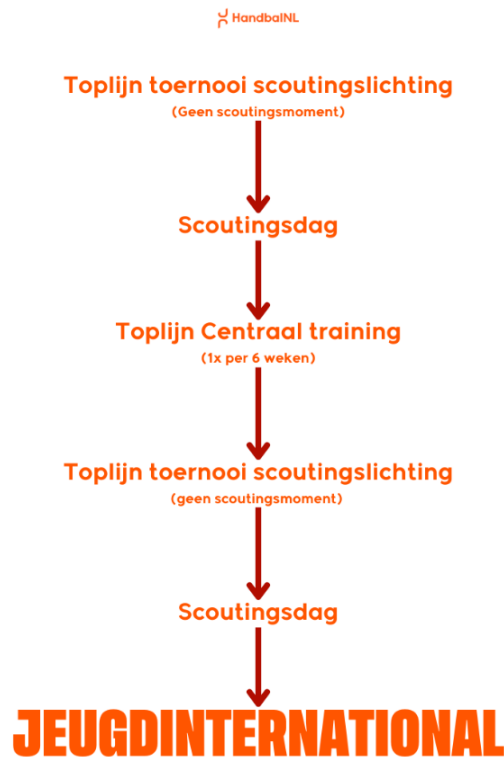 HandbalNL
Toplijn toernooi scoutingslichting
(Geen scoutingsmoment)
Scoutingsdag
Toplijn Centraal training
(1x per 6 weken)
Toplijn toernooi scoutingslichting
(geen scoutingsmoment)
Scoutingsdag
JEUGDINTERNATIONAL